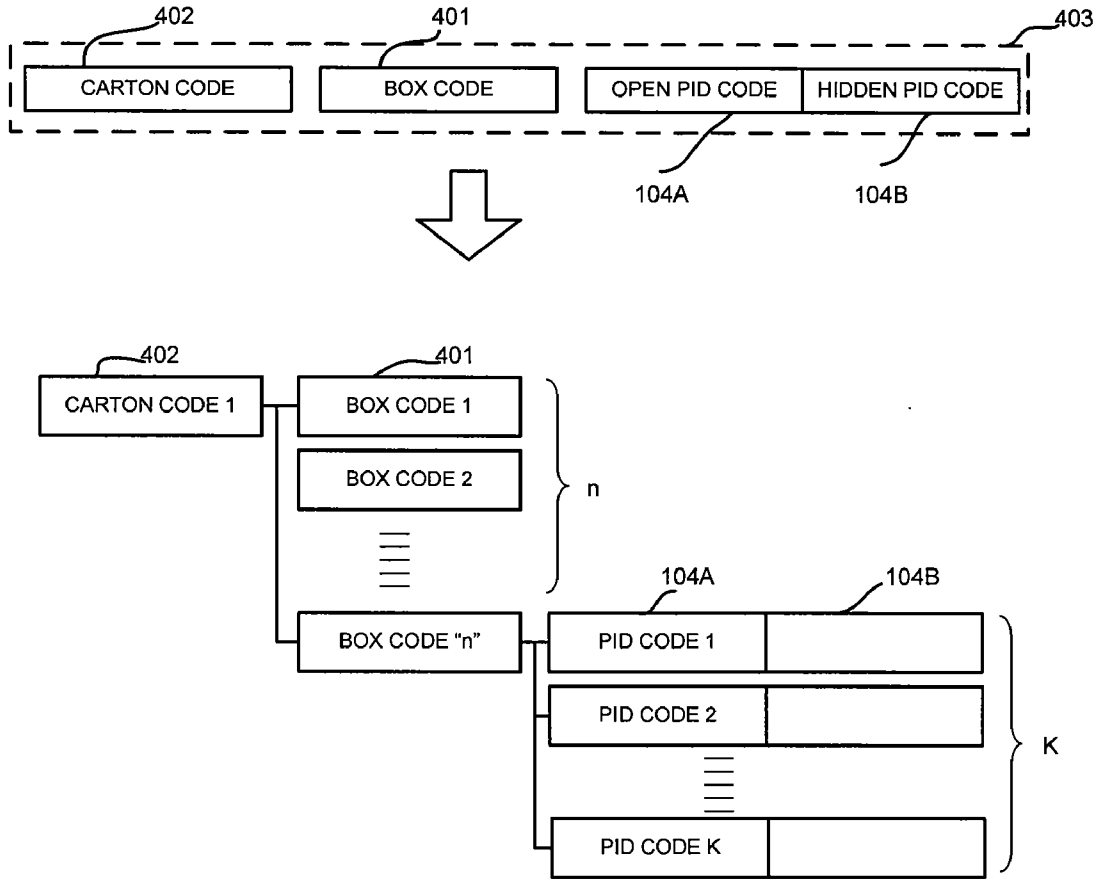 402
401
403
CARTON CODE
BOX CODE
OPEN PID CODE
HIDDEN PID CODE
104A
104B
402
401
CARTON CODE 1
BOX CODE 1
BOX CODE 2
n
104A
104B
BOX CODE "n"
PID CODE 1
PID CODE 2
K
PID CODE K